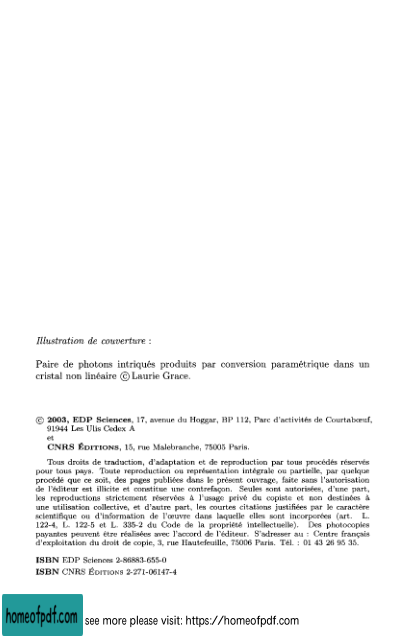 Illustration de couverture :
Paire de photons intriqués produits par conversion paramétrique dans un
cristal non linéaire © Laurie Grace.
© 2003, EDP Sciences, 17, avenue du Hoggar, BP 112, Parc d'activités de Courtabœuf,
91944 Les Ulis Cedex A
et
CNRS ÉDITIONS, 15, rue Malebranche, 75005 Paris.
Tous droits de traduction, d'adaptation et de reproduction par tous procédés réservés
pour tous pays. Toute reproduction ou représentation intégrale ou partielle, par quelque
procédé que ce soit, des pages publiées dans le présent ouvrage, faite sans l'autorisation
de l'éditeur est illicite et constitue une contrefaçon. Seules sont autorisées, d'une part,
les reproductions strictement réservées à l'usage privé du copiste et non destinées à
une utilisation collective, et d'autre part, les courtes citations justifiées par le caractère
scientifique ou d'information de l'œuvre dans laquelle elles sont incorporées (art. L.
122-4, L. 122-5 et L. 335-2 du Code de la propriété intellectuelle). Des photocopies
payantes peuvent être réalisées avec l'accord de l'éditeur. S'adresser au : Centre français
d'exploitation du droit de copie, 3, rue Hautefeuille, 75006 Paris. Tél. : 01 43 26 95 35.
ISBN EDP Sciences 2-86883-655-0
ISBN CNRS ÉDITIONS 2-271-06147-4
homeofpdf.com see more please visit: https://homeofpdf.com